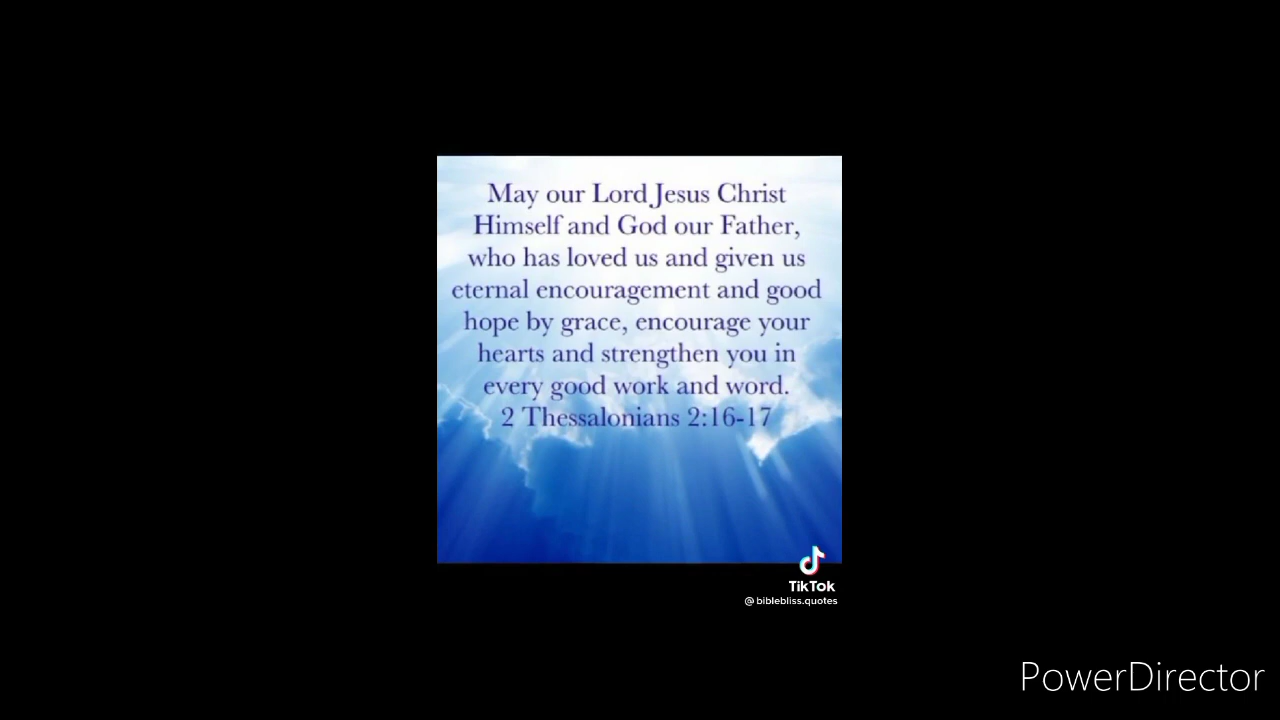 May our Lord Jesus Christ
Himself and God our Father,
who has loved us and given us
eternal encouragement and good
hope by grace, encourage your
hearts and strengthen you in
every good work and word.
2 Thessalonians 2:16-17
TikTok
@biblebliss.quotes
PowerDirector